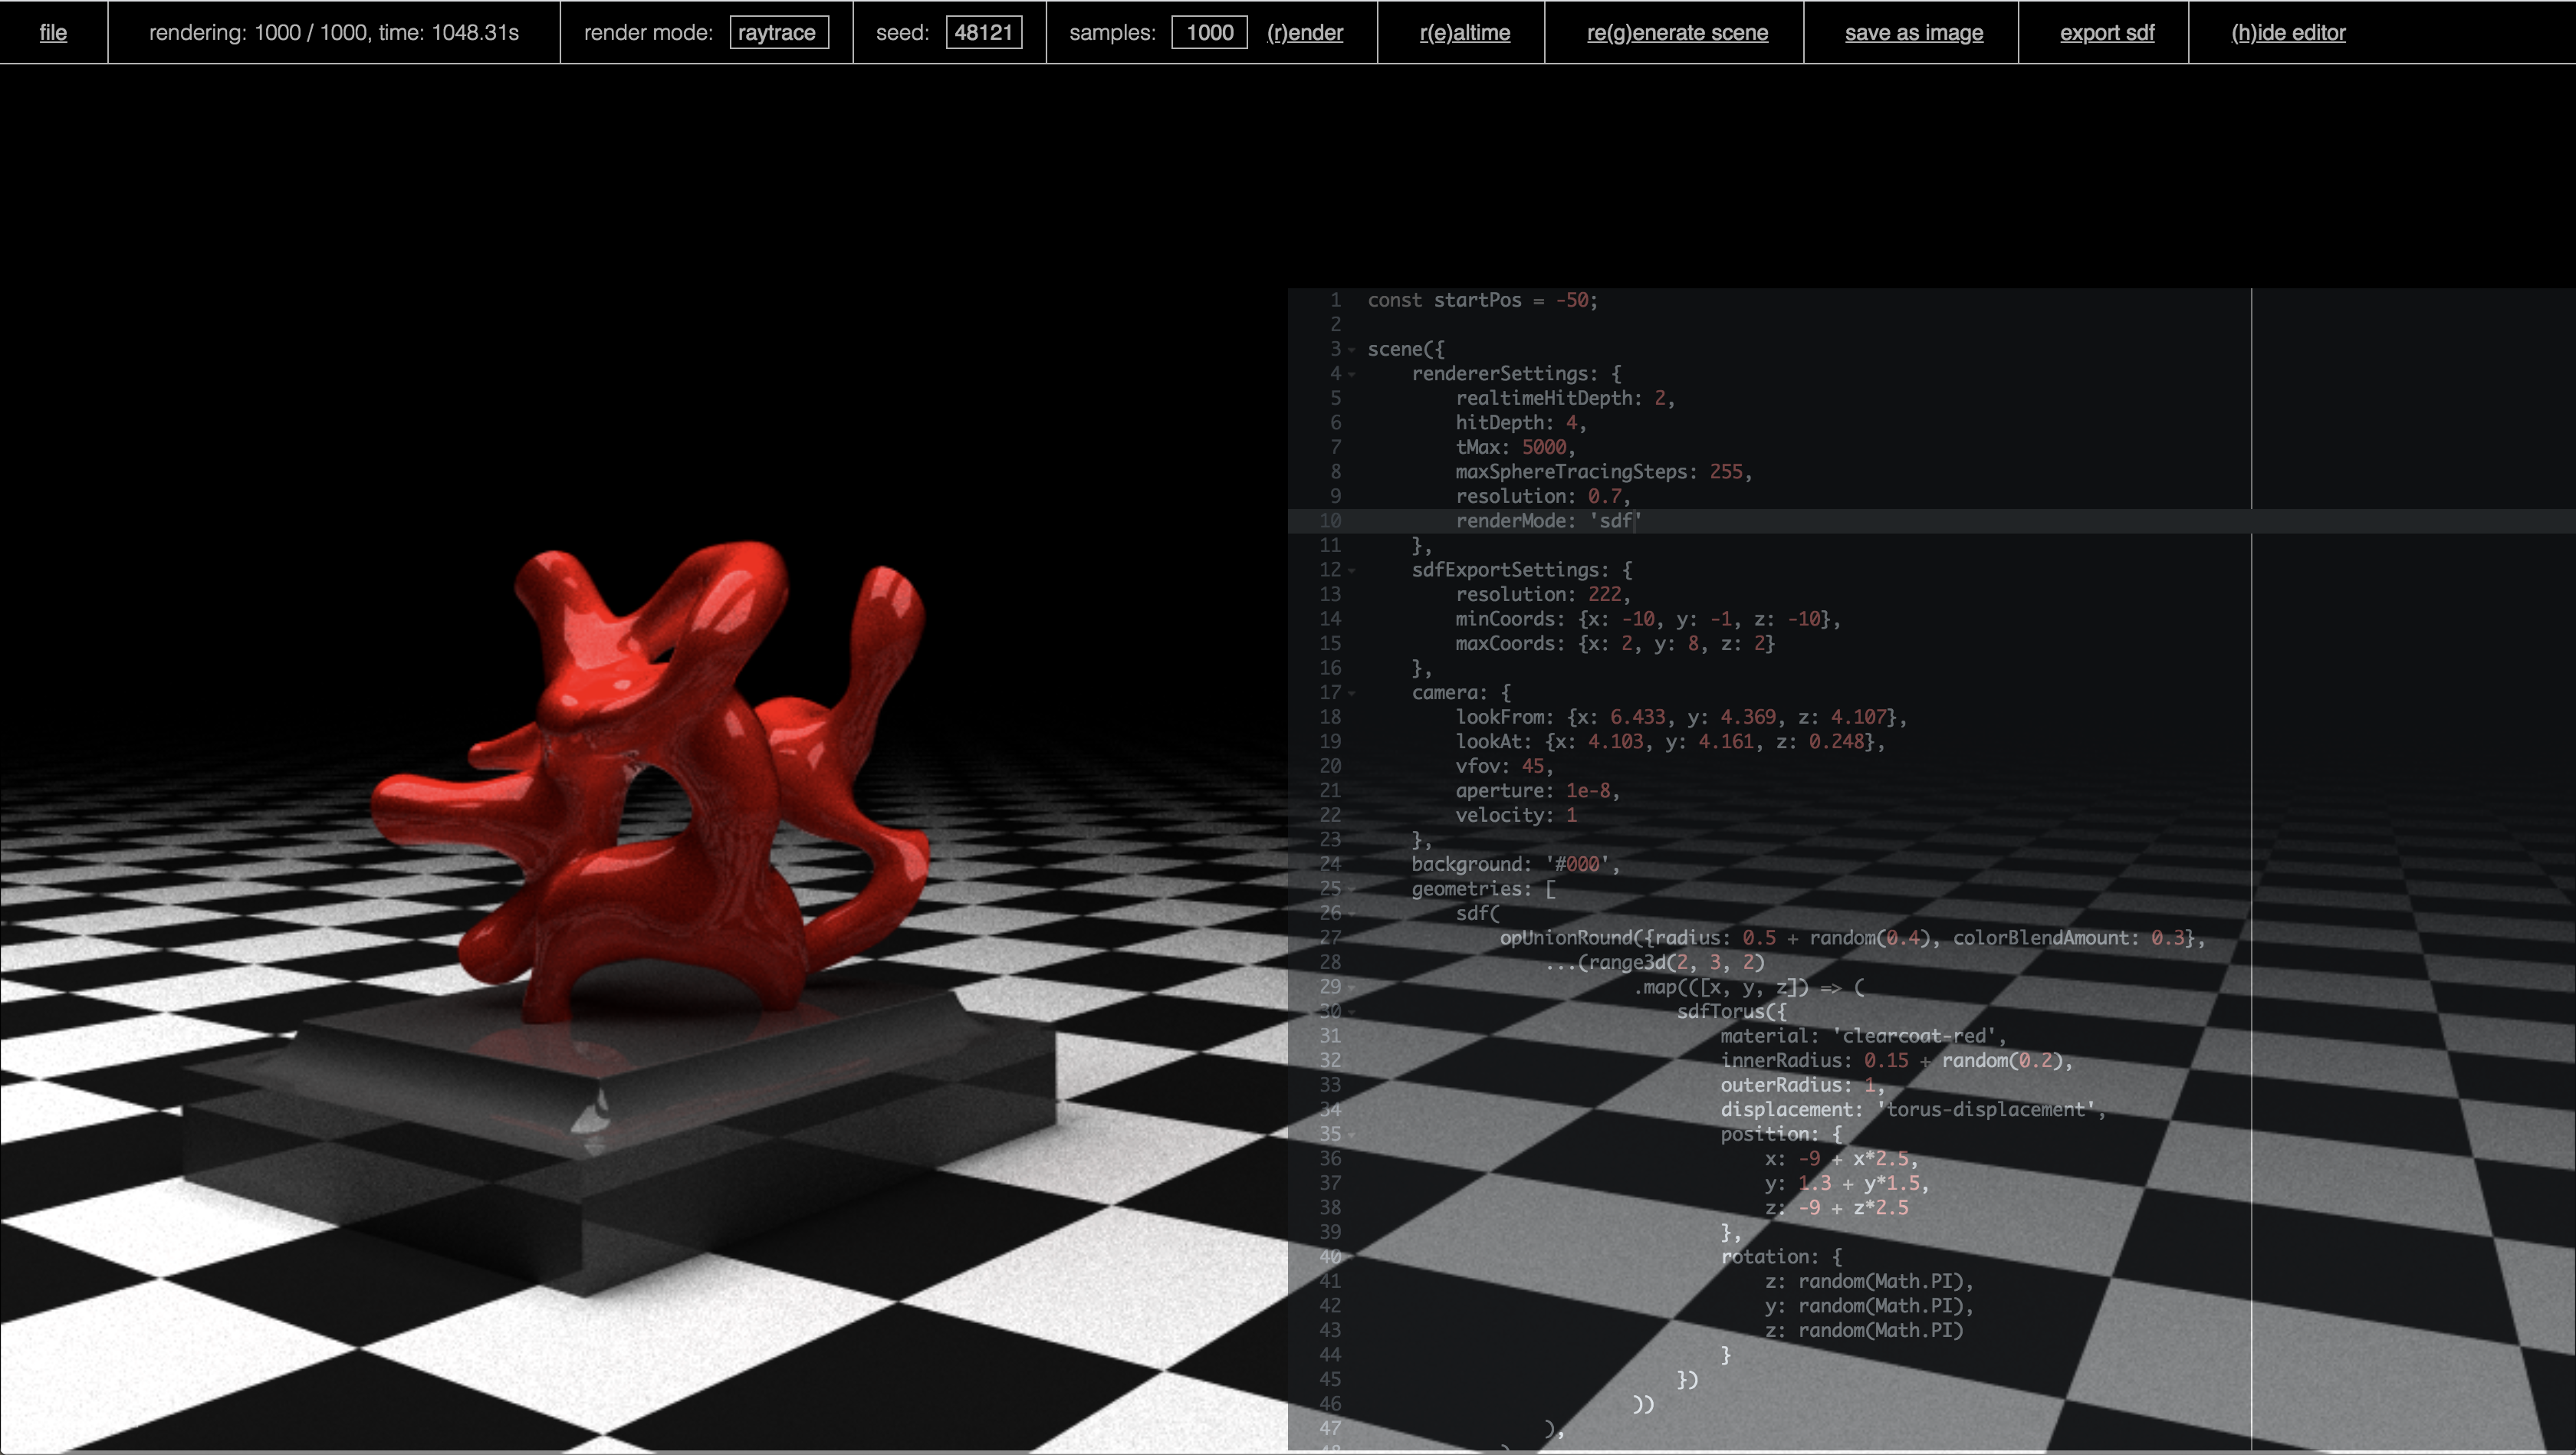 file rendering: 1000 / 1000, time: 1048.31s render mode: raytrace seed: 48121 samples: 1000 (r)ender r(e)altime re(g)enerate scene save as image export sdf (h)ide editor
1 const startPos = -50;
2
3 scene({
4 rendererSettings: {
5 realtimeHitDepth: 2,
6 hitDepth: 4,
7 tMax: 5000,
8 maxSphereTracingSteps: 255,
9 resolution: 0.7,
10 renderMode: 'sdf'
11 },
12 sdfExportSettings: {
13 resolution: 222,
14 minCoords: {x: -10, y: -1, z: -10},
15 maxCoords: {x: 2, y: 8, z: 2}
16 },
17 camera: {
18 lookFrom: {x: 6.433, y: 4.369, z: 4.107},
19 lookAt: {x: 4.103, y: 4.161, z: 0.248},
20 vfov: 45,
21 aperture: 1e-8,
22 velocity: 1
23 },
24 background: '#000',
25 geometries: [
26 sdf(
27 opUnionRound({radius: 0.5 + random(0.4), colorBlendAmount: 0.3},
28 ...(range3d(2, 3, 2)
29 .map(([x, y, z]) => (
30 sdfTorus({
31 material: 'clearcoat-red',
32 innerRadius: 0.15 + random(0.2),
33 outerRadius: 1,
34 displacement: 'torus-displacement',
35 position: {
36 x: -9 + x*2.5,
37 y: 1.3 + y*1.5,
38 z: -9 + z*2.5
39 },
40 rotation: {
41 z: random(Math.PI),
42 y: random(Math.PI),
43 z: random(Math.PI)
44 }
45 })
46 ))
47 ),